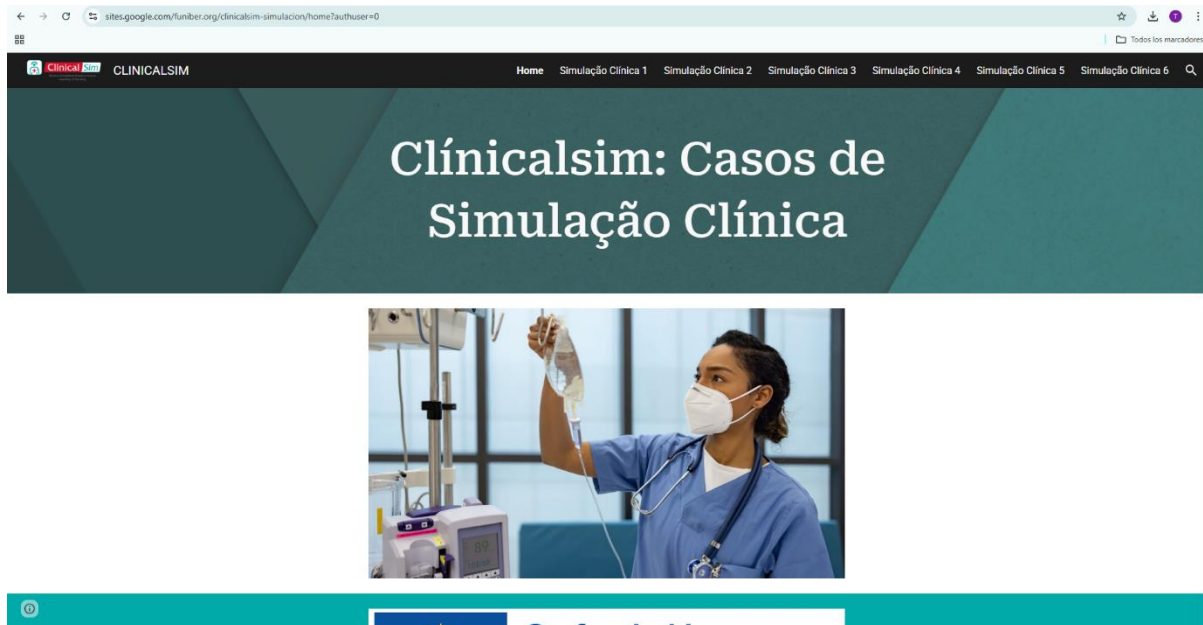 sites.google.com/funiber.org/clinicalsim-simulacion/home?authuser=0
Todos los marcadores
Clinical Sim
CLINICALSIM
Home Simulação Clínica 1 Simulação Clínica 2 Simulação Clínica 3 Simulação Clínica 4 Simulação Clínica 5 Simulação Clínica 6
Clínicalsim: Casos de
Simulação Clínica
89